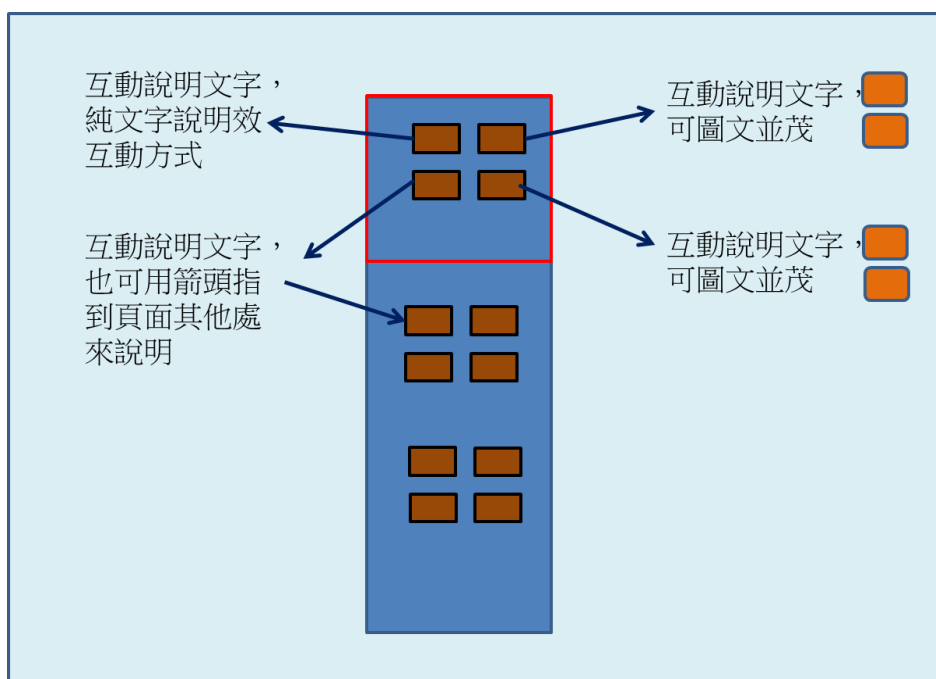 互動說明文字，
純文字說明效
互動方式
互動說明文字，
可圖文並茂
互動說明文字，
也可用箭頭指
到頁面其他處
來說明
互動說明文字，
可圖文並茂